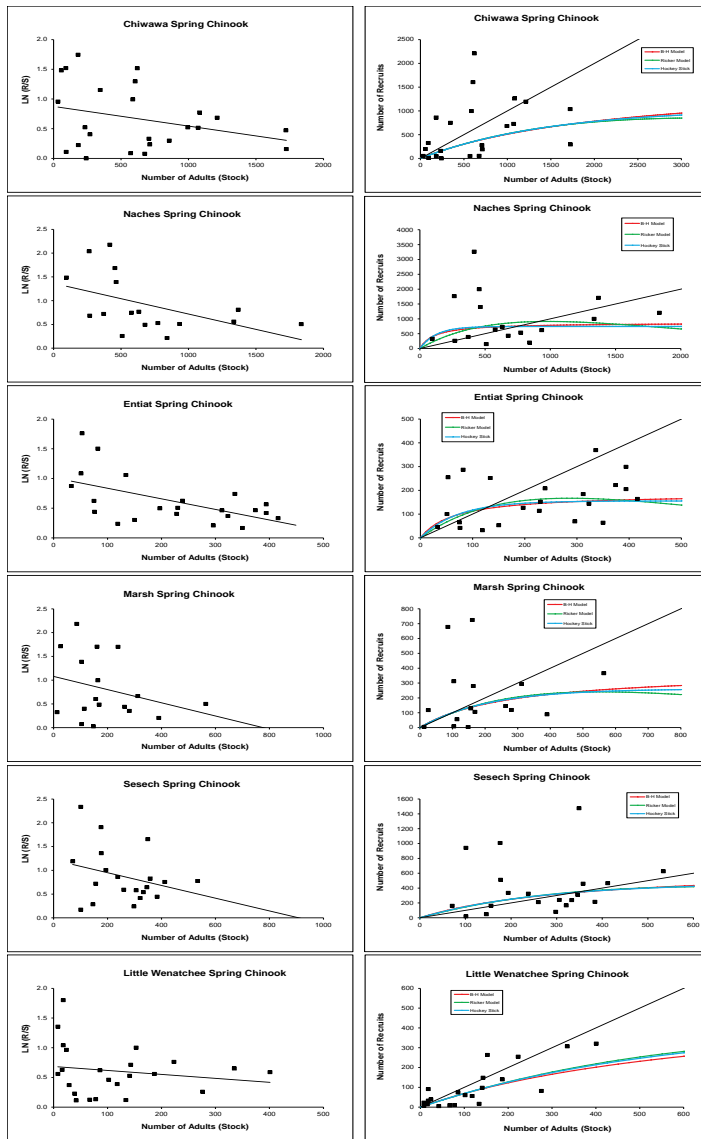 Chiwawa Spring Chinook
LN (R/S)
2.0
1.5
1.0
0.5
0.0
0 500 1000 1500 2000
Number of Adults (Stock)
Chiwawa Spring Chinook
Number of Recruits
2500
2000
1500
1000
500
0
0 500 1000 1500 2000 2500 3000
Number of Adults (Stock)
B-H Model
Ricker Model
Hockey Stick
Naches Spring Chinook
LN (R/S)
2.5
2.0
1.5
1.0
0.5
0.0
0 500 1000 1500 2000
Number of Adults (Stock)
Naches Spring Chinook
Number of Recruits
4000
3500
3000
2500
2000
1500
1000
500
0
0 500 1000 1500 2000
Number of Adults (Stock)
B-H Model
Ricker Model
Hockey Stick
Entiat Spring Chinook
LN (R/S)
2.0
1.5
1.0
0.5
0.0
0 100 200 300 400 500
Number of Adults (Stock)
Entiat Spring Chinook
Number of Recruits
500
400
300
200
100
0
0 100 200 300 400 500
Number of Adults (Stock)
B-H Model
Ricker Model
Hockey Stick
Marsh Spring Chinook
LN (R/S)
2.5
2.0
1.5
1.0
0.5
0.0
0 200 400 600 800 1000
Number of Adults (Stock)
Marsh Spring Chinook
Number of Recruits
800
700
600
500
400
300
200
100
0
0 100 200 300 400 500 600 700 800
Number of Adults (Stock)
B-H Model
Ricker Model
Hockey Stick
Sesech Spring Chinook
LN (R/S)
2.5
2.0
1.5
1.0
0.5
0.0
0 200 400 600 800 1000
Number of Adults (Stock)
Sesech Spring Chinook
Number of Recruits
1600
1400
1200
1000
800
600
400
200
0
0 100 200 300 400 500 600
Number of Adults (Stock)
B-H Model
Ricker Model
Hockey Stick
Little Wenatchee Spring Chinook
LN (R/S)
2.0
1.5
1.0
0.5
0.0
0 100 200 300 400 500
Number of Adults (Stock)
Little Wenatchee Spring Chinook
Number of Recruits
600
500
400
300
200
100
0
0 100 200 300 400 500 600
Number of Adults (Stock)
B-H Model
Ricker Model
Hockey Stick